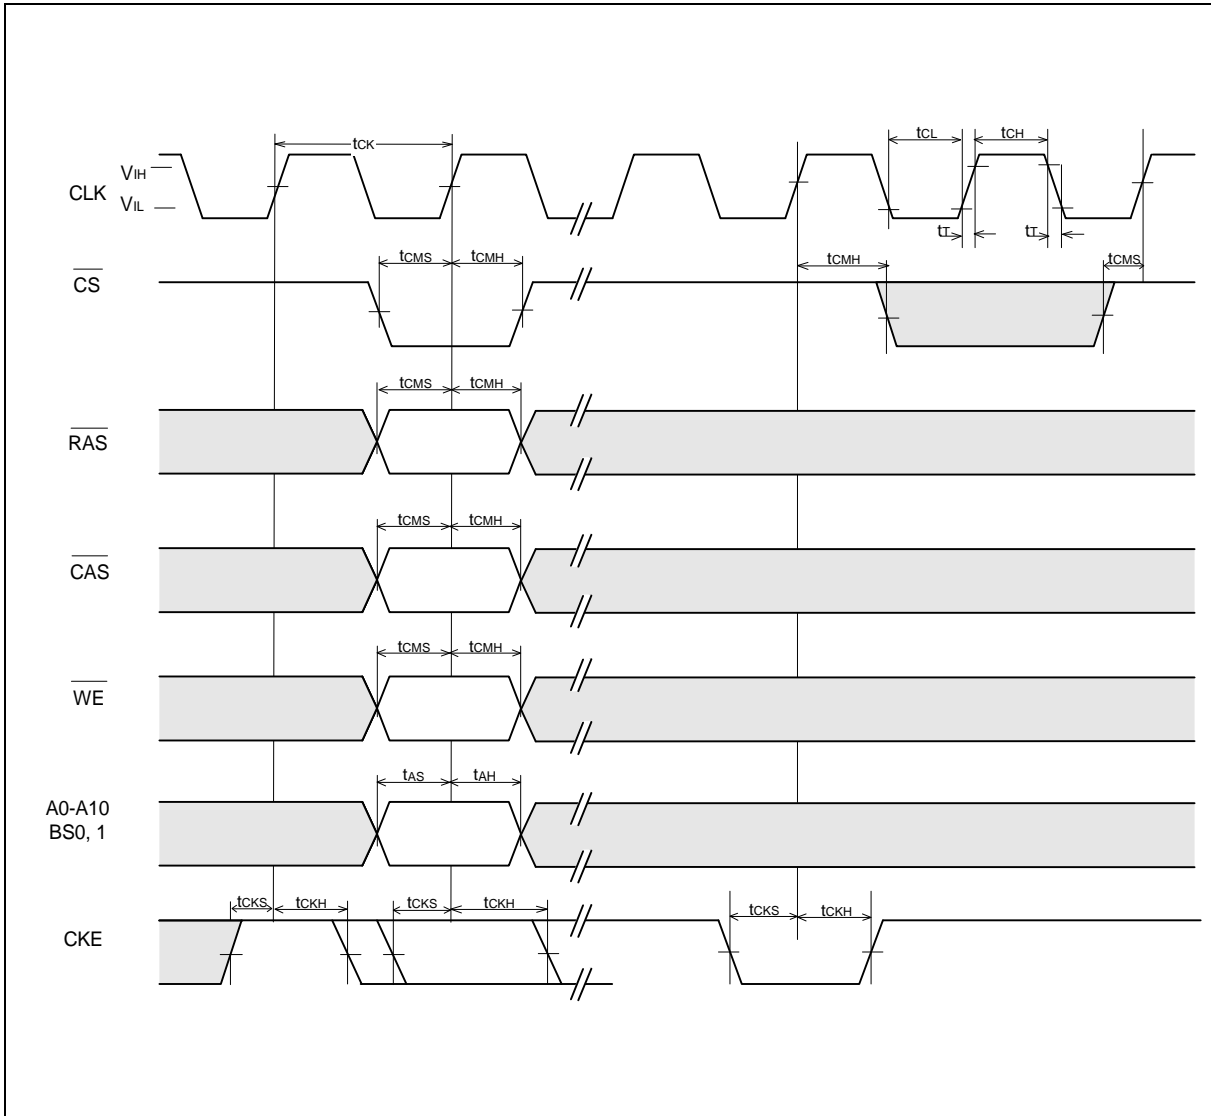 tCK
tCL
tCH
VIH
CLK
VIL
tT
tT
tCMS
tCMH
tCMH
tCMS
CS
tCMS
tCMH
RAS
tCMS
tCMH
CAS
tCMS
tCMH
WE
tAS
tAH
A0-A10
BS0, 1
tCKS
tCKH
tCKS
tCKH
tCKS
tCKH
CKE